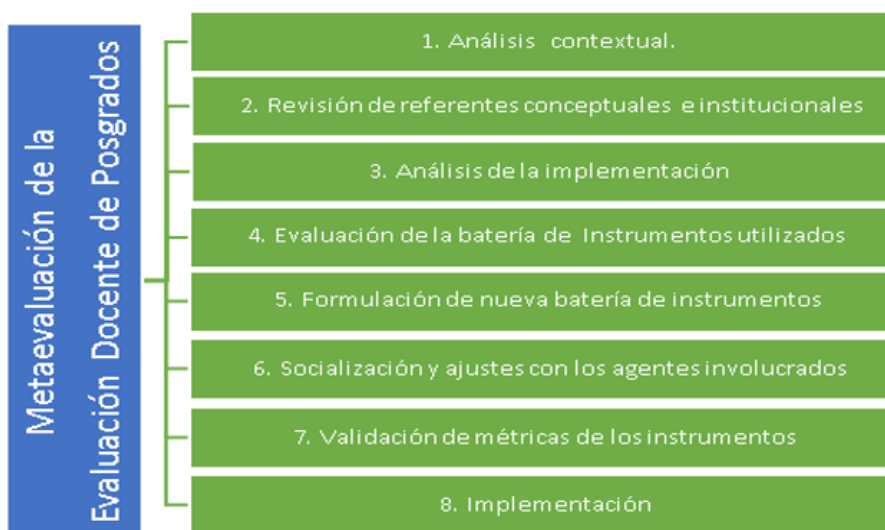 Metaevaluación de la
Evaluación Docente de Posgrados
1. Análisis contextual.
2. Revisión de referentes conceptuales e institucionales
3. Análisis de la implementación
4. Evaluación de la batería de Instrumentos utilizados
5. Formulación de nueva batería de instrumentos
6. Socialización y ajustes con los agentes involucrados
7. Validación de métricas de los instrumentos
8. Implementación